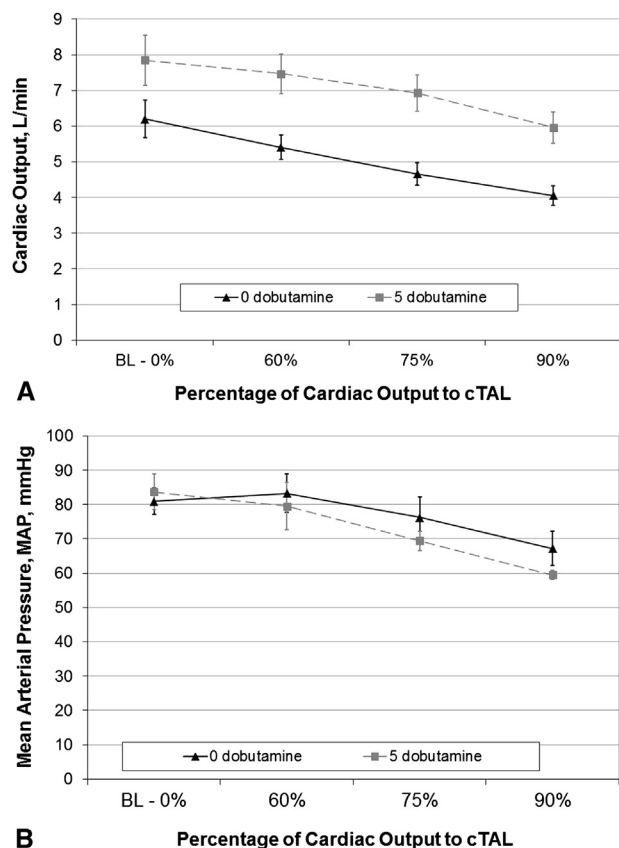 9
8
7
6
5
4
3
2
1
0
Cardiac Output, L/min
0 dobutamine 5 dobutamine
BL - 0% 60% 75% 90%
A Percentage of Cardiac Output to cTAL
100
90
80
70
60
50
40
30
20
10
0
Mean Arterial Pressure, MAP, mmHg
0 dobutamine 5 dobutamine
BL - 0% 60% 75% 90%
B Percentage of Cardiac Output to cTAL